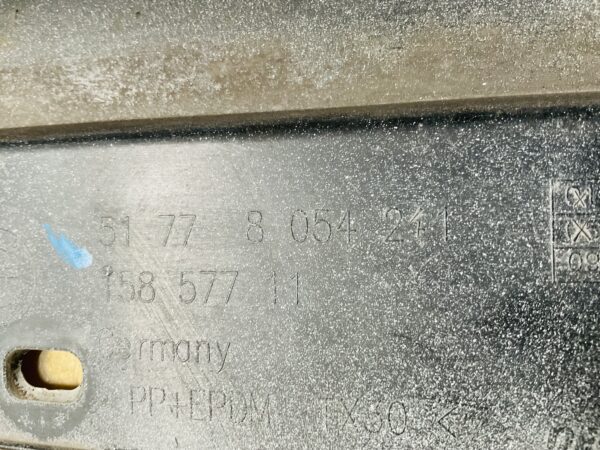 51 77 8 054 241
158 577 11
Germany
PP+EPDM TX30<